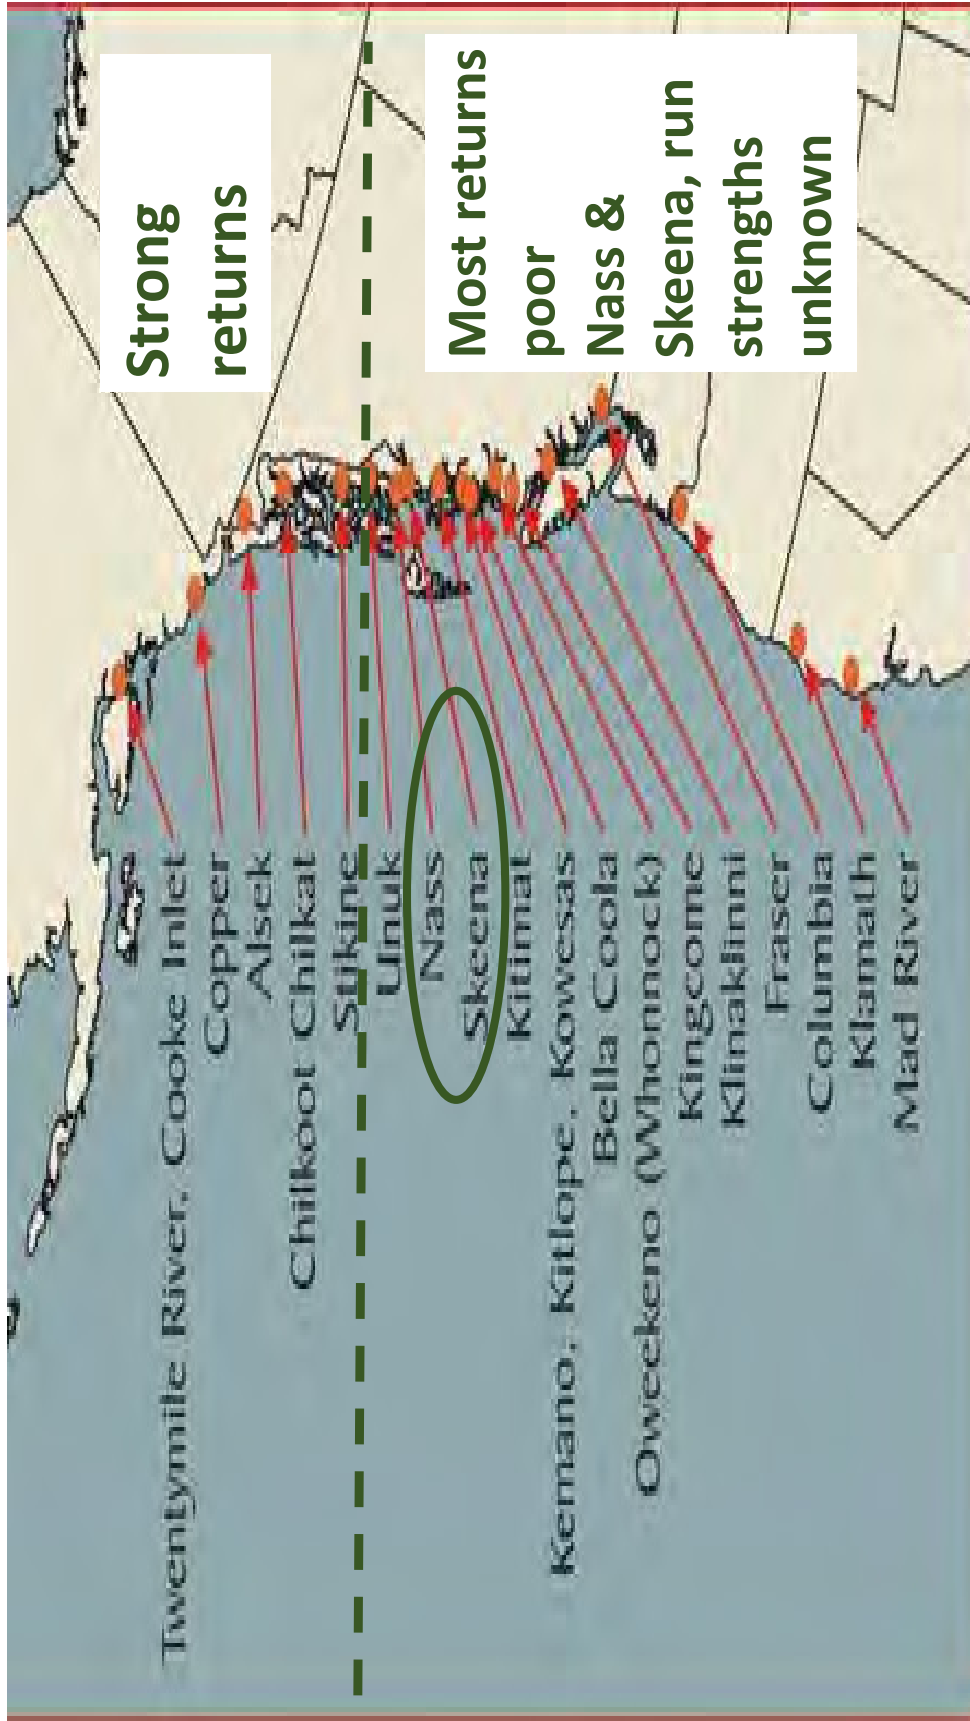 Strong
returns
Most returns
poor
Nass &
Skeena, run
strengths
unknown
Twentymile River, Cooke Inlet
Copper
Alsek
Chilkoot Chilkat
Stikine
Unuk
Nass
Skeena
Kitimat
Kemano, Kitlope, Kowesas
Bella Coola
Oweekeno (Whonnock)
Kingcome
Klinaklinni
Fraser
Columbia
Klamath
Mad River